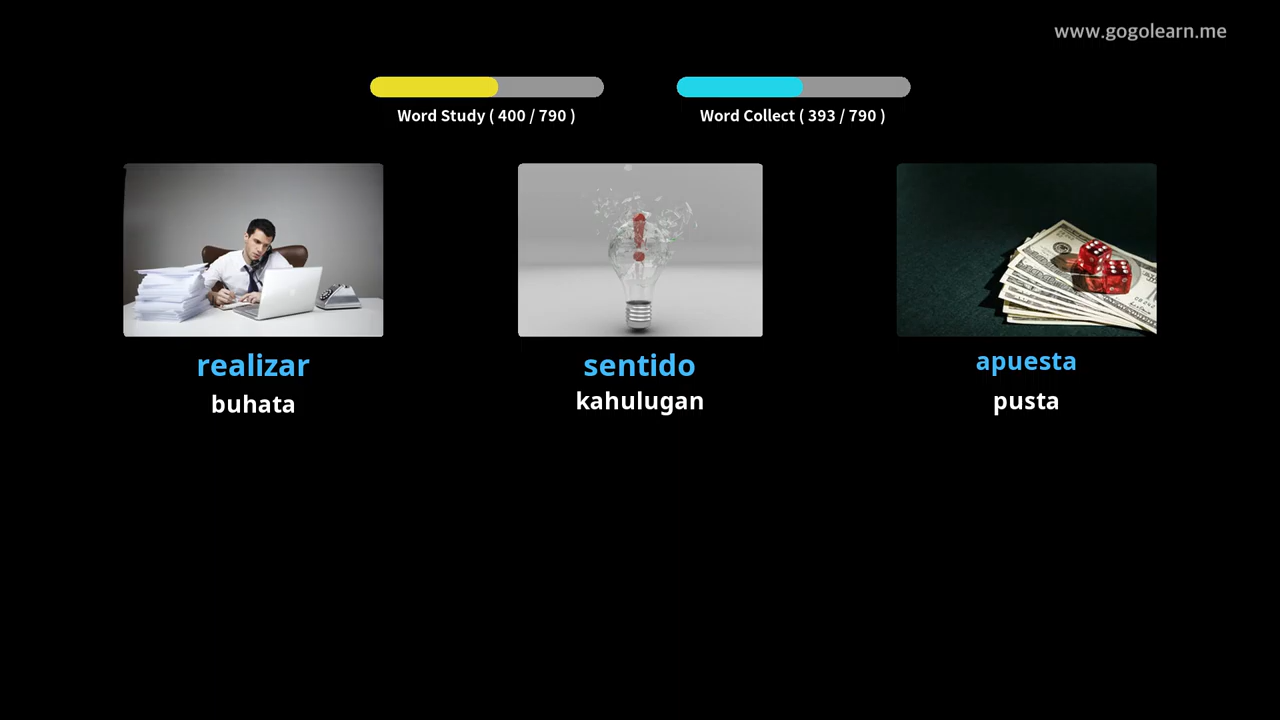 www.gogolearn.me
Word Study ( 400 / 790 )
Word Collect ( 393 / 790 )
realizar
buhata
sentido
kahulugan
apuesta
pusta